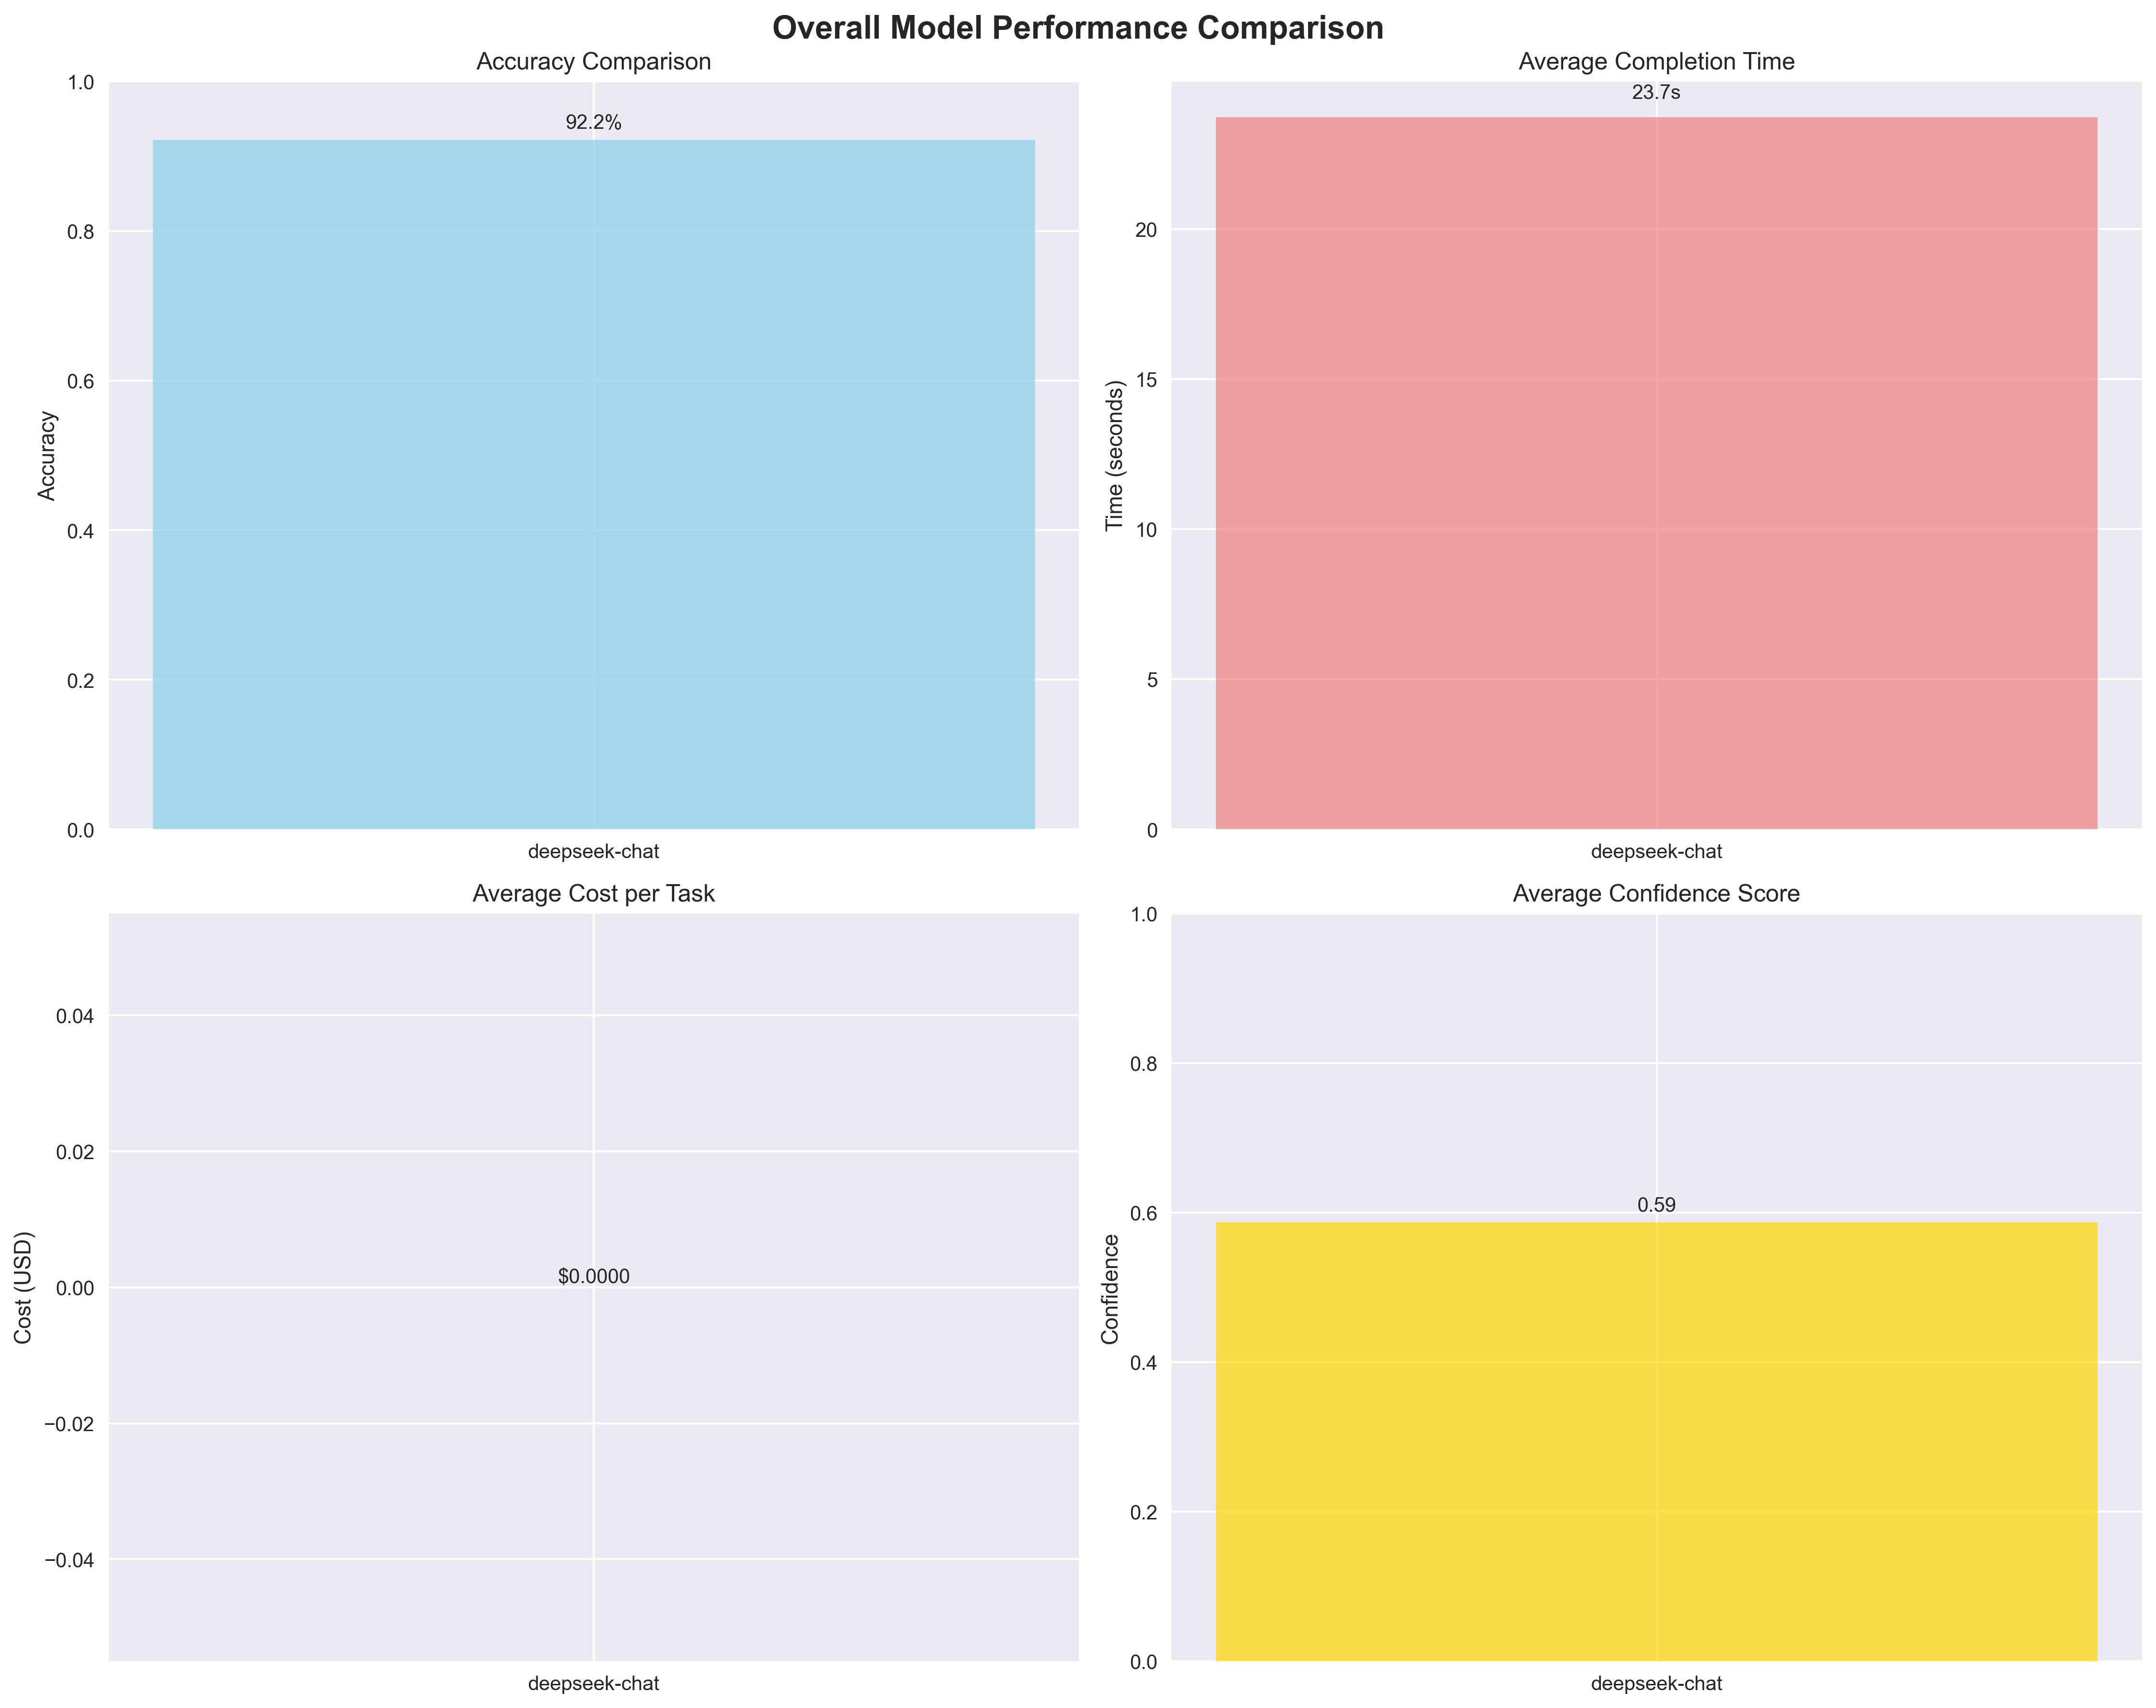 Overall Model Performance Comparison
Accuracy Comparison
1.0
0.8
0.6
0.4
0.2
0.0
Accuracy
92.2%
deepseek-chat
Average Completion Time
20
15
10
5
0
Time (seconds)
23.7s
deepseek-chat
Average Cost per Task
0.04
0.02
0.00
−0.02
−0.04
Cost (USD)
$0.0000
deepseek-chat
Average Confidence Score
1.0
0.8
0.6
0.4
0.2
0.0
Confidence
0.59
deepseek-chat